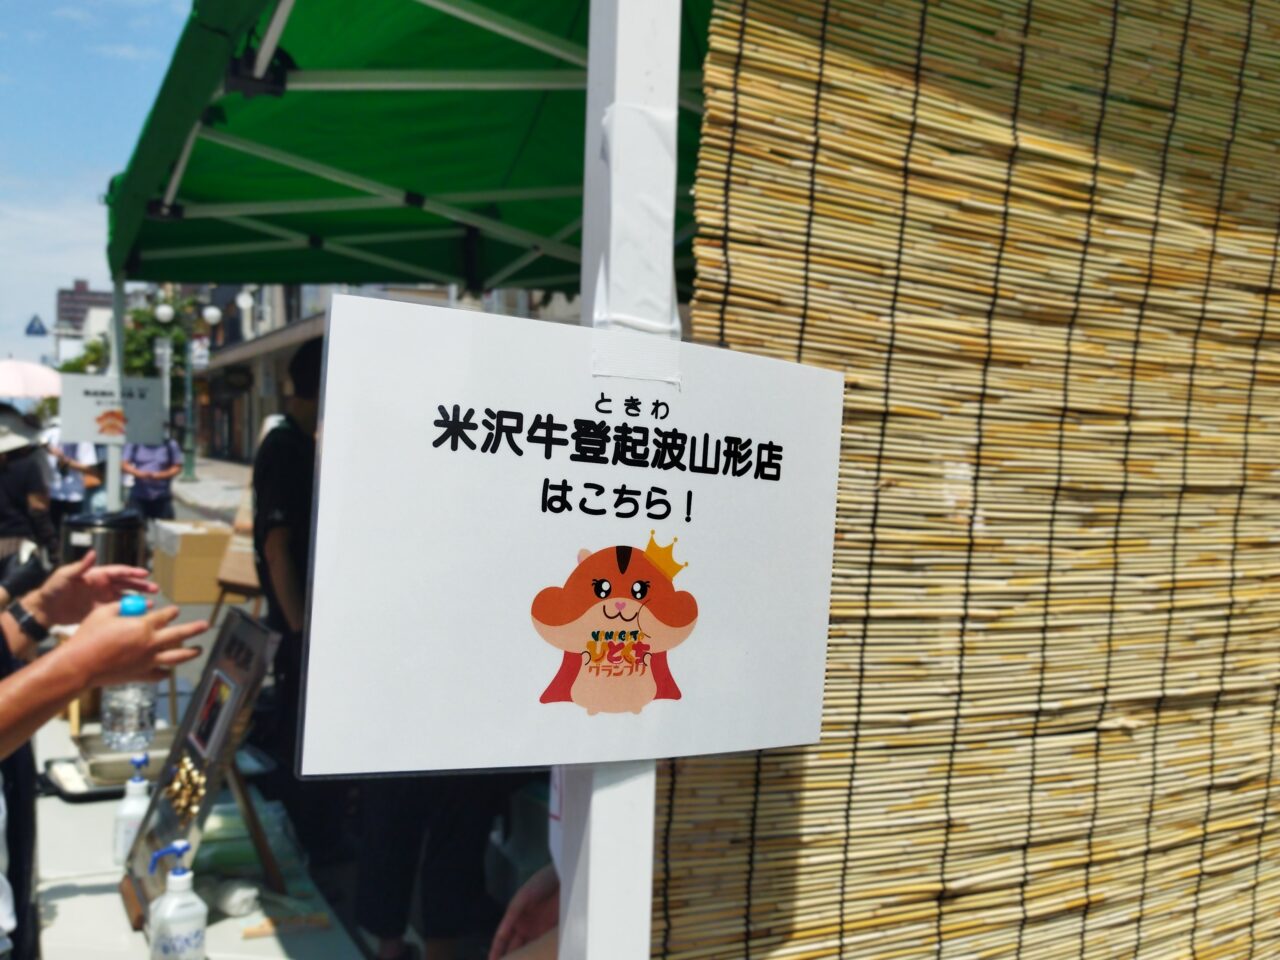 ときわ
米沢牛登起波山形店
はこちら！
ひとくち
グランプリ